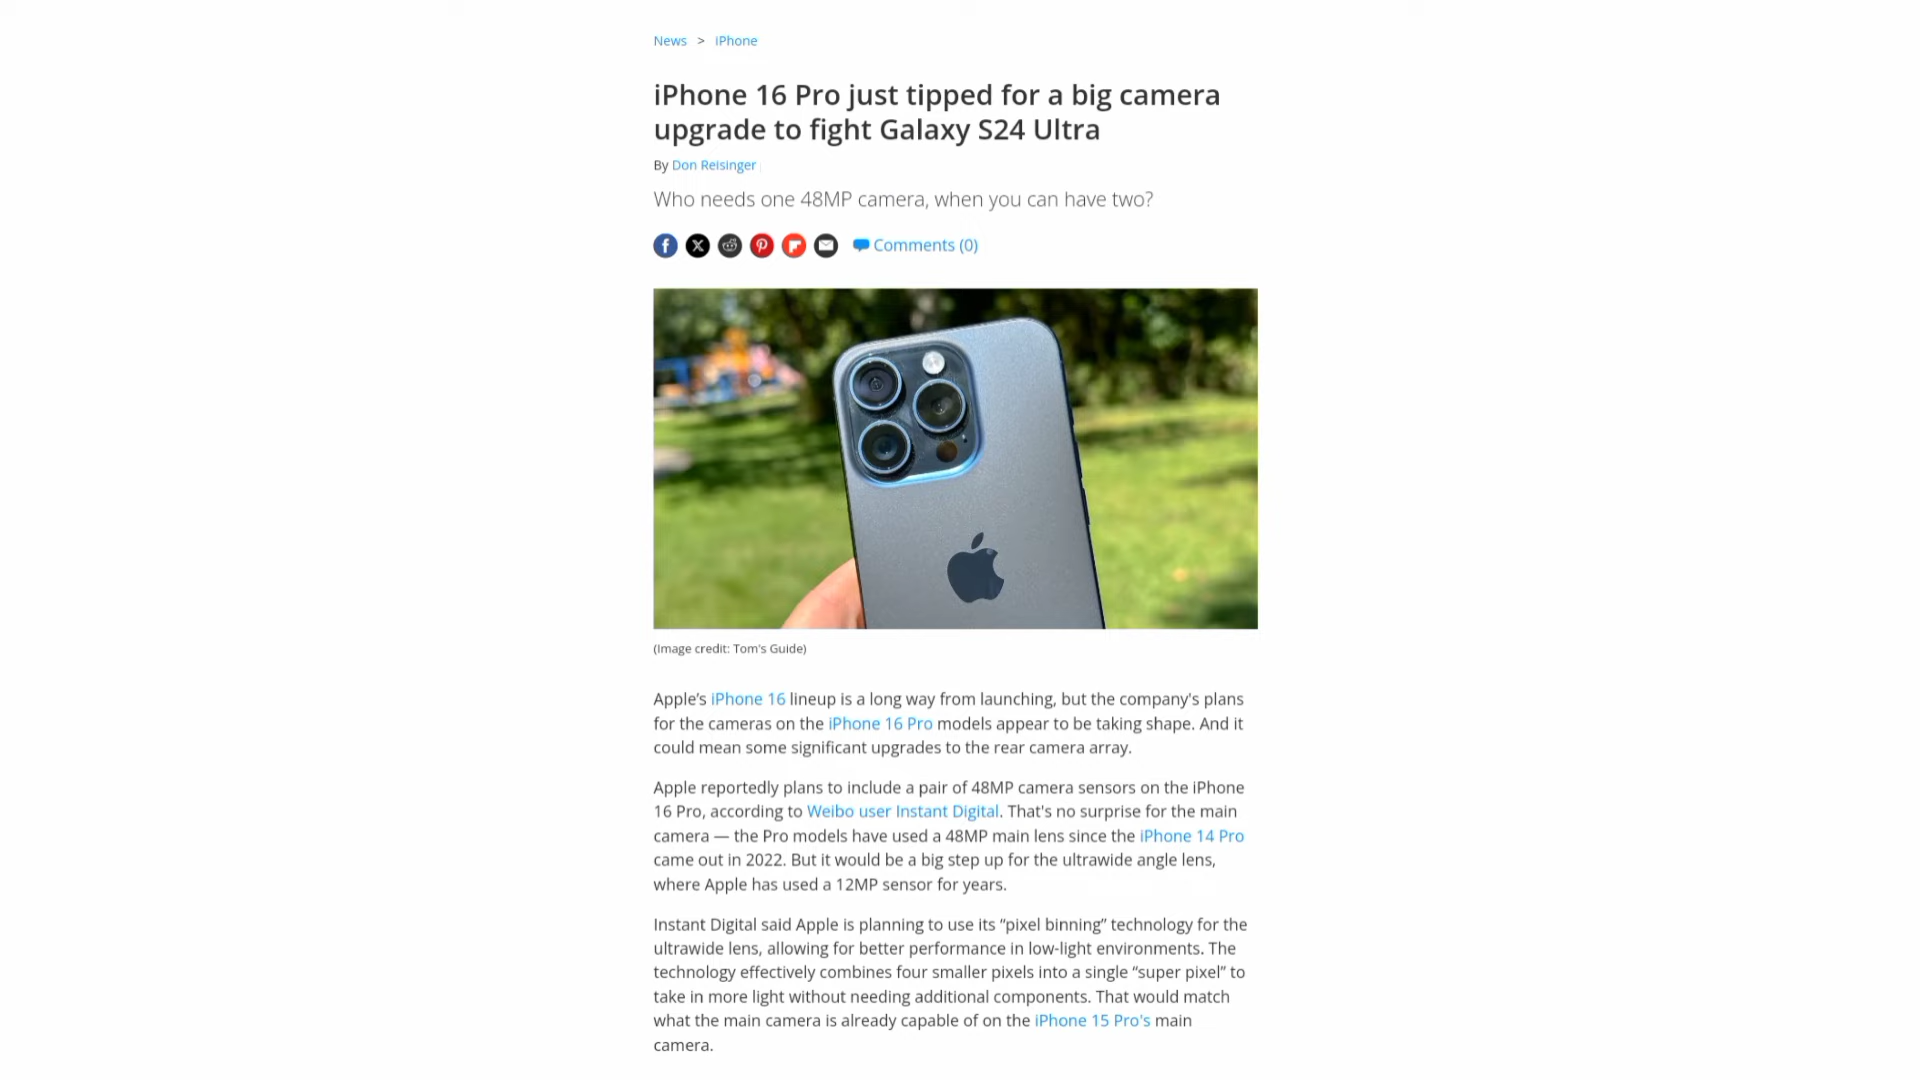 News > iPhone
iPhone 16 Pro just tipped for a big camera
upgrade to fight Galaxy S24 Ultra
By Don Reisinger
Who needs one 48MP camera, when you can have two?
Comments (0)
(Image credit: Tom's Guide)
Apple’s iPhone 16 lineup is a long way from launching, but the company's plans
for the cameras on the iPhone 16 Pro models appear to be taking shape. And it
could mean some significant upgrades to the rear camera array.
Apple reportedly plans to include a pair of 48MP camera sensors on the iPhone
16 Pro, according to Weibo user Instant Digital. That's no surprise for the main
camera — the Pro models have used a 48MP main lens since the iPhone 14 Pro
came out in 2022. But it would be a big step up for the ultrawide angle lens,
where Apple has used a 12MP sensor for years.
Instant Digital said Apple is planning to use its “pixel binning” technology for the
ultrawide lens, allowing for better performance in low-light environments. The
technology effectively combines four smaller pixels into a single “super pixel” to
take in more light without needing additional components. That would match
what the main camera is already capable of on the iPhone 15 Pro's main
camera.